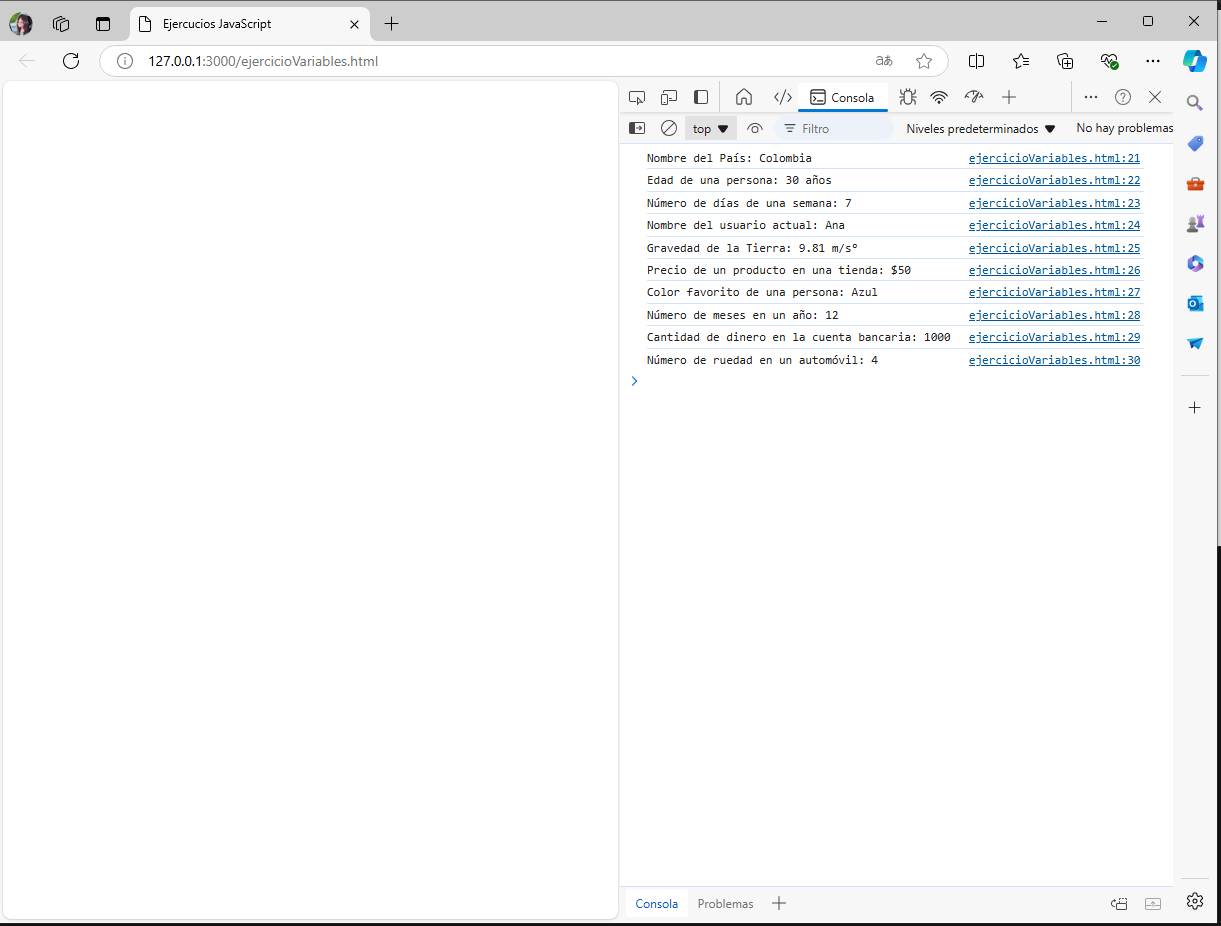 Ejercucios JavaScript
127.0.0.1:3000/ejercicioVariables.html
aあ
Consola
top
Filtro
Niveles predeterminados
No hay problemas
Nombre del País: Colombia ejercicioVariables.html:21
Edad de una persona: 30 años ejercicioVariables.html:22
Número de días de una semana: 7 ejercicioVariables.html:23
Nombre del usuario actual: Ana ejercicioVariables.html:24
Gravedad de la Tierra: 9.81 m/sº ejercicioVariables.html:25
Precio de un producto en una tienda: $50 ejercicioVariables.html:26
Color favorito de una persona: Azul ejercicioVariables.html:27
Número de meses en un año: 12 ejercicioVariables.html:28
Cantidad de dinero en la cuenta bancaria: 1000 ejercicioVariables.html:29
Número de ruedad en un automóvil: 4 ejercicioVariables.html:30
Consola
Problemas